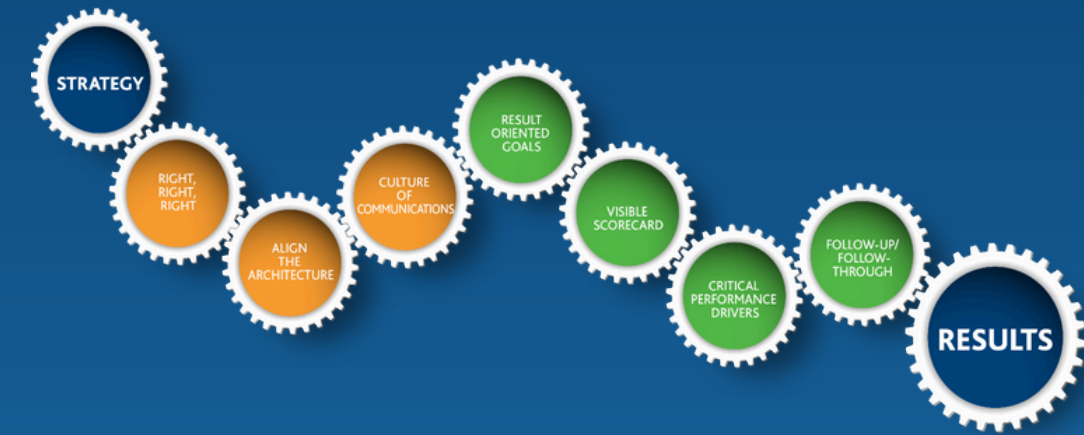 STRATEGY
RIGHT,
RIGHT,
RIGHT
ALIGN
THE
ARCHITECTURE
CULTURE
OF
COMMUNICATIONS
RESULT
ORIENTED
GOALS
VISIBLE
SCORECARD
CRITICAL
PERFORMANCE
DRIVERS
FOLLOW-UP/
FOLLOW-
THROUGH
RESULTS